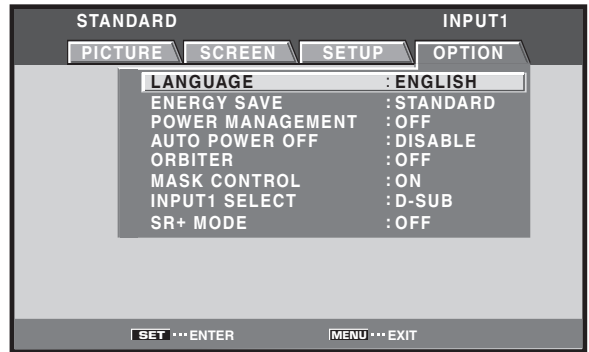 STANDARD INPUT1
PICTURE SCREEN SETUP OPTION
LANGUAGE : ENGLISH
ENERGY SAVE : STANDARD
POWER MANAGEMENT : OFF
AUTO POWER OFF : DISABLE
ORBITER : OFF
MASK CONTROL : ON
INPUT1 SELECT : D-SUB
SR+ MODE : OFF
SET ··· ENTER MENU ··· EXIT